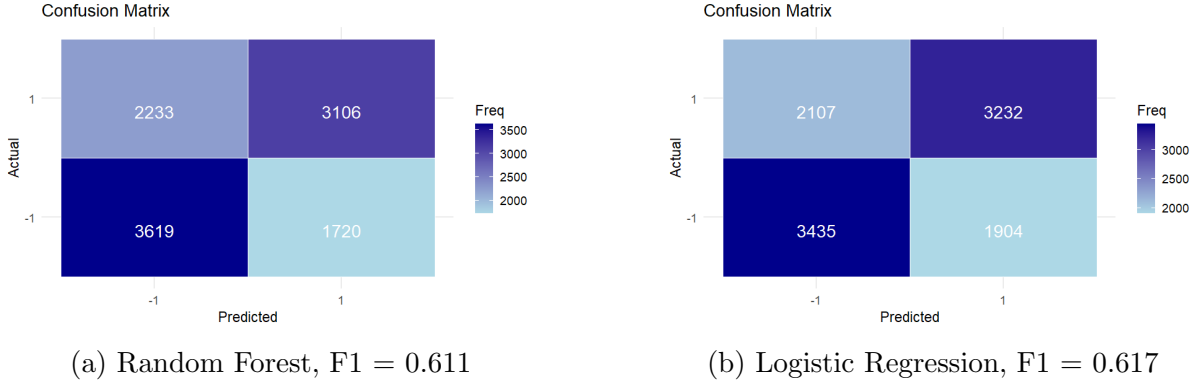 Confusion Matrix
1
2233
3106
Actual
-1
3619
1720
-1
1
Predicted
Freq
3500
3000
2500
2000
(a) Random Forest, F1 = 0.611
Confusion Matrix
1
2107
3232
Actual
-1
3435
1904
-1
1
Predicted
Freq
3000
2500
2000
(b) Logistic Regression, F1 = 0.617